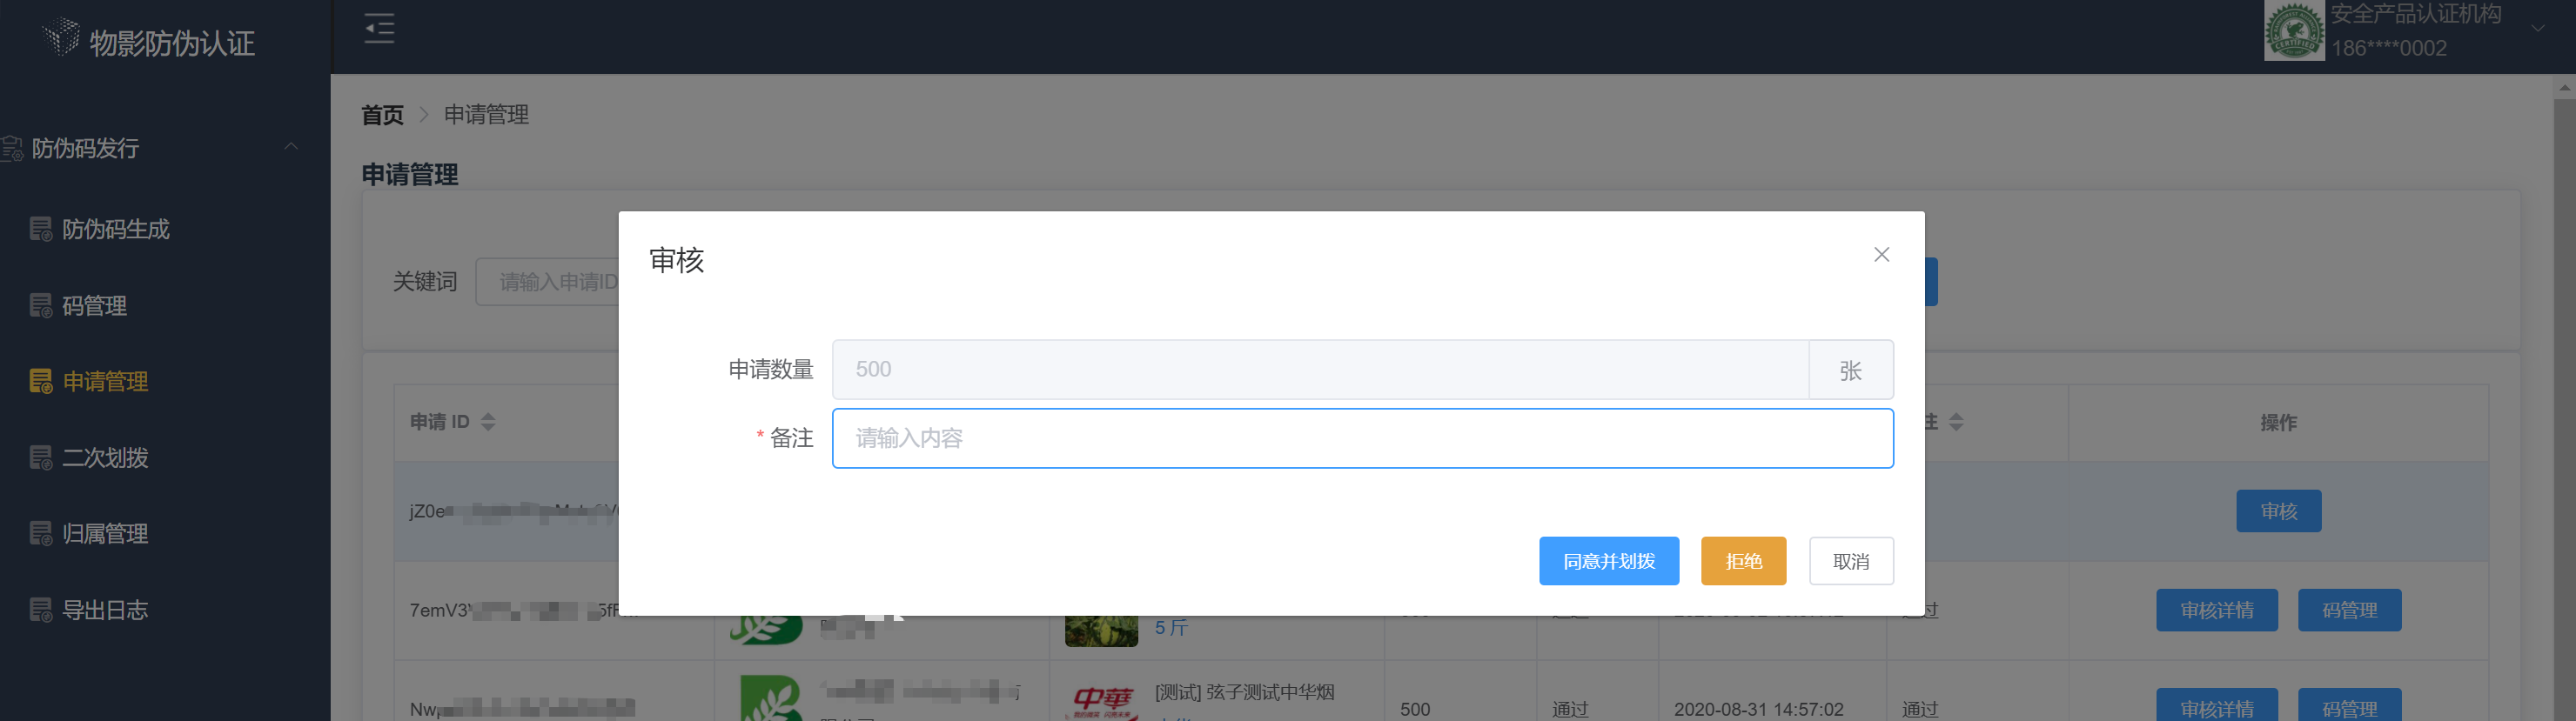 物影防伪认证
安全产品认证机构
186****0002
防伪码发行
防伪码生成
码管理
申请管理
二次划拨
归属管理
导出日志
首页 申请管理
申请管理
关键词 请输入申请ID
审核
申请数量 500 张
* 备注 请输入内容
同意并划拨 拒绝 取消
申请 ID 注 操作
jZ0e 审核
7emV3 5 斤 通过 审核详情 码管理
[测试] 弦子测试中华烟
中華
Nw 500 通过 2020-08-31 14:57:02 通过 审核详情 码管理